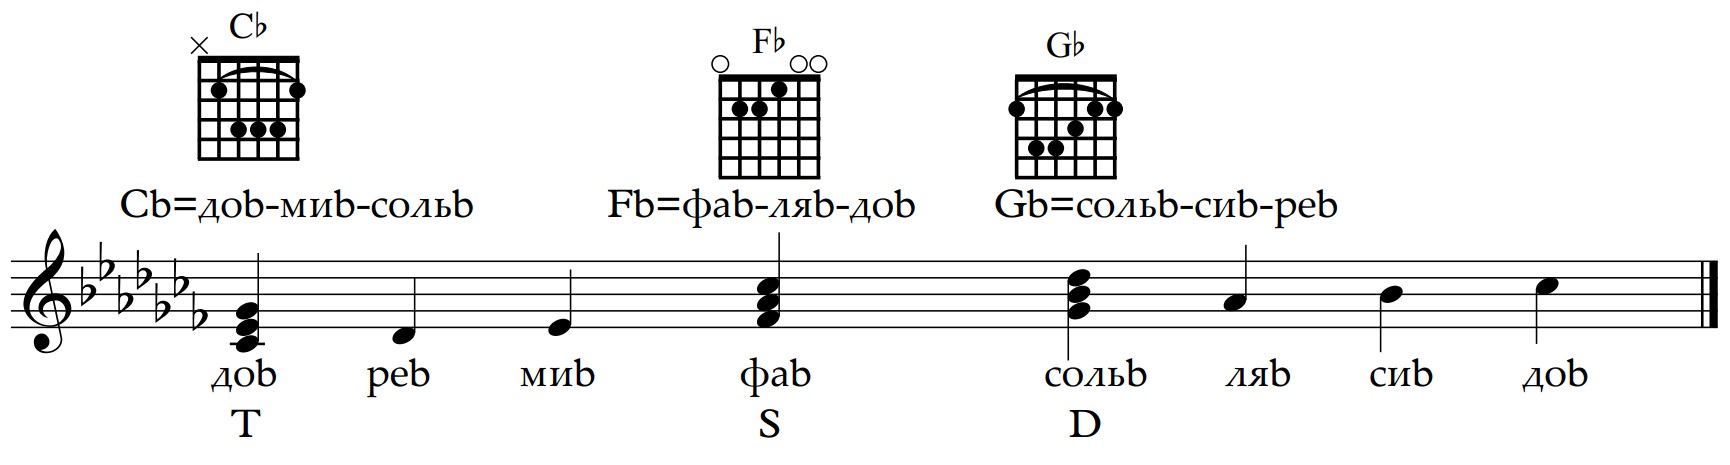 C♭ F♭ G♭
Cb=доb-миb-сольb Fb=фаb-ляb-доb Gb=сольb-сиb-реb
доb реb миb фаb сольb ляb сиb доb
T S D